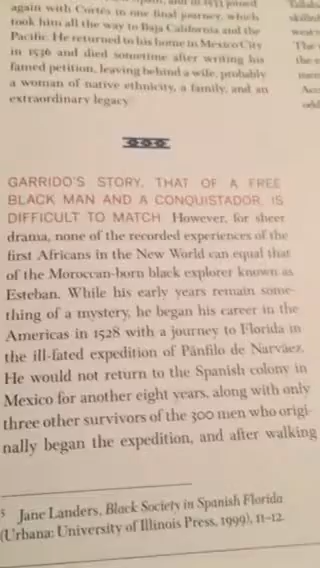 again with Cortés in one final journey, which
took him all the way to Baja California and the
Pacific. He returned to his home in Mexico City
in 1536 and died sometime after writing his
famed petition, leaving behind a wife, probably
a woman of native ethnicity, a family, and an
extraordinary legacy.
GARRIDO'S STORY, THAT OF A FREE
BLACK MAN AND A CONQUISTADOR, IS
DIFFICULT TO MATCH. However, for sheer
drama, none of the recorded experiences of the
first Africans in the New World can equal that
of the Moroccan-born black explorer known as
Esteban. While his early years remain some-
thing of a mystery, he began his career in the
Americas in 1528 with a journey to Florida in
the ill-fated expedition of Pánfilo de Narváez.
He would not return to the Spanish colony in
Mexico for another eight years, along with only
three other survivors of the 300 men who origi-
nally began the expedition, and after walking
5 Jane Landers, Black Society in Spanish Florida
(Urbana: University of Illinois Press, 1999), 11–12.